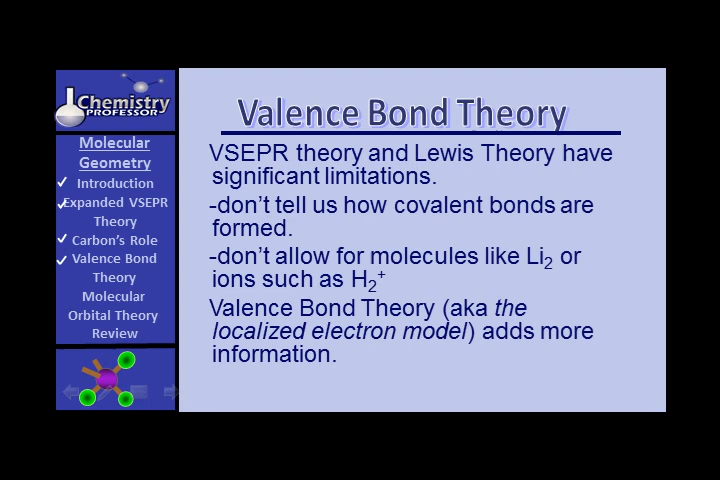 Chemistry
PROFESSOR
Molecular
Geometry
Introduction
Expanded VSEPR
Theory
Carbon's Role
Valence Bond
Theory
Molecular
Orbital Theory
Review
Valence Bond Theory
VSEPR theory and Lewis Theory have
significant limitations.
-don't tell us how covalent bonds are
formed.
-don't allow for molecules like Li₂ or
ions such as H₂⁺
Valence Bond Theory (aka the
localized electron model) adds more
information.